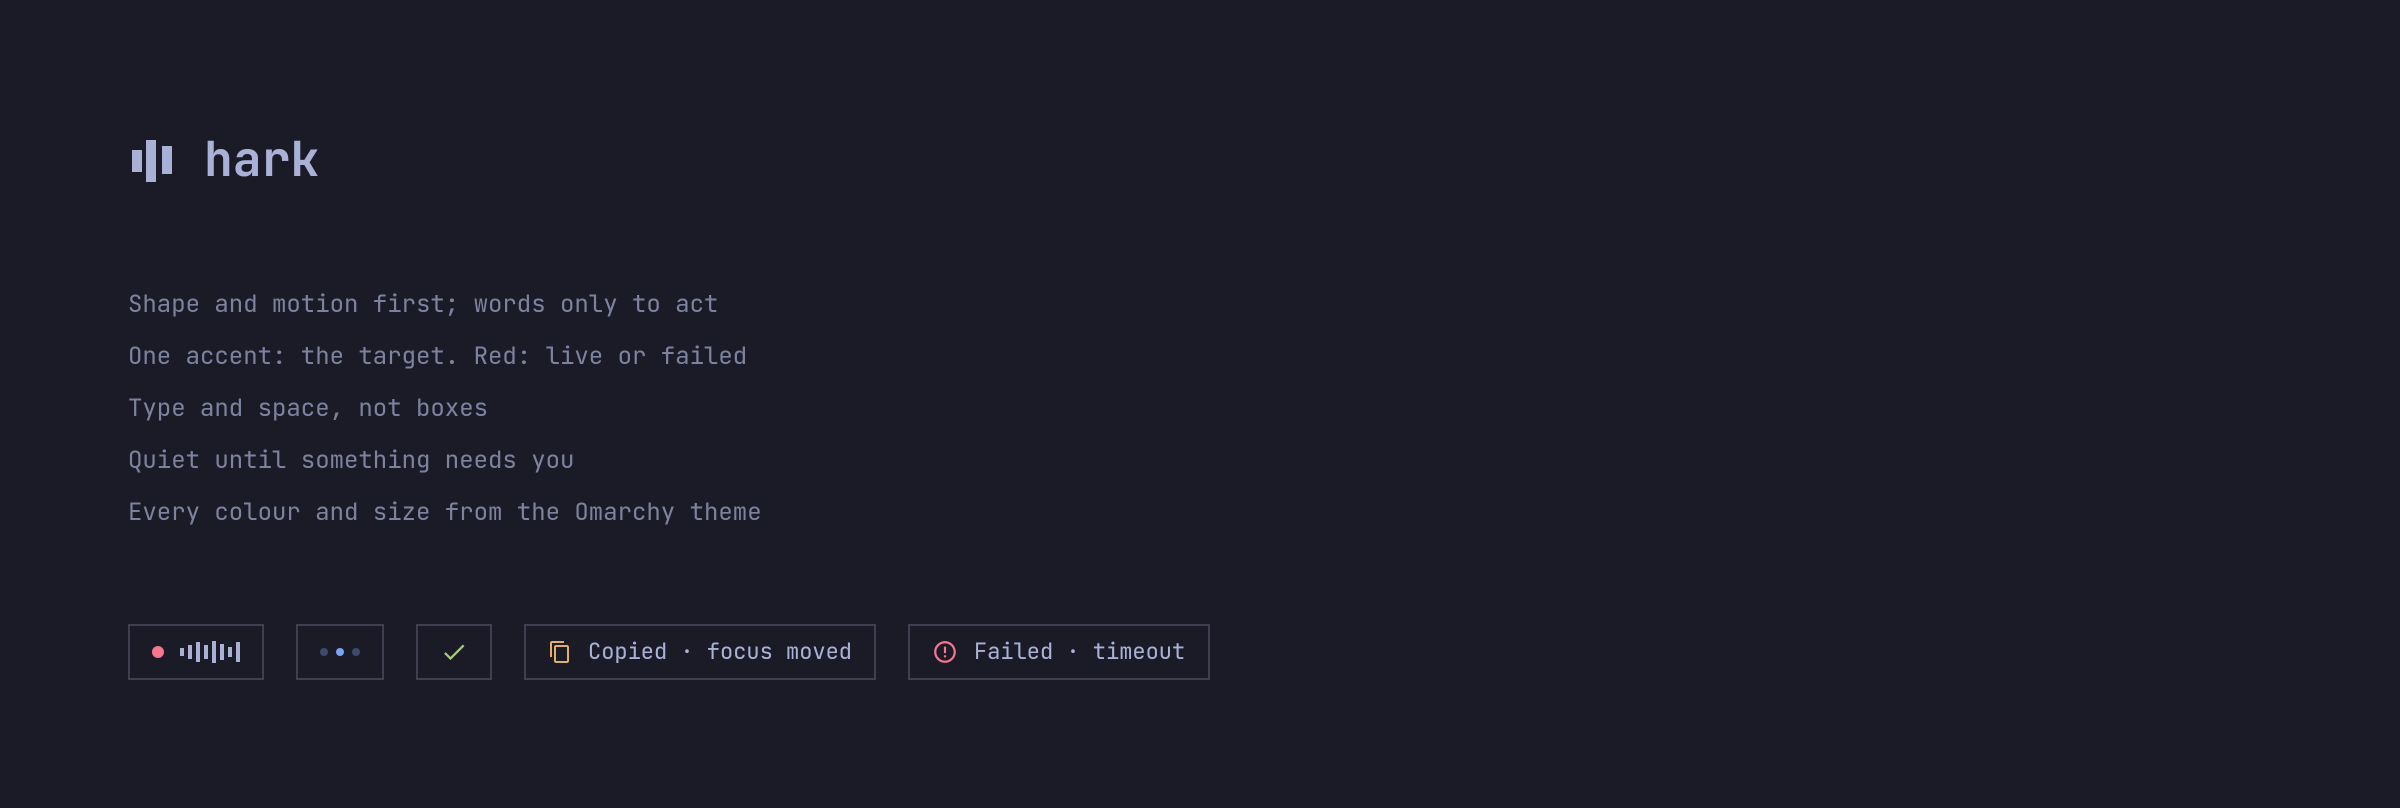 hark
Shape and motion first; words only to act
One accent: the target. Red: live or failed
Type and space, not boxes
Quiet until something needs you
Every colour and size from the Omarchy theme
Copied · focus moved
Failed · timeout